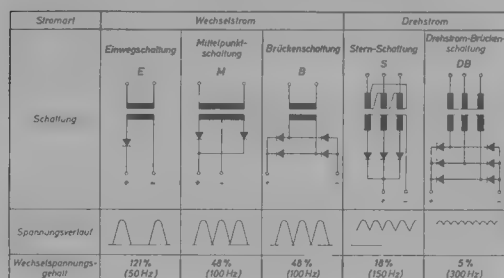 Stromart
Wechselstrom
Drehstrom
Einwegschaltung
E
Mittelpunkt-
schaltung
M
Brückenschaltung
B
Stern-Schaltung
S
Drehstrom-Brücken-
schaltung
DB
Schaltung
+ -
+ -
+ -
+ -
+ -
Spannungsverlauf
Wechselspannungs-
gehalt
121%
(50 Hz)
48%
(100 Hz)
48%
(100 Hz)
18%
(150 Hz)
5%
(300 Hz)